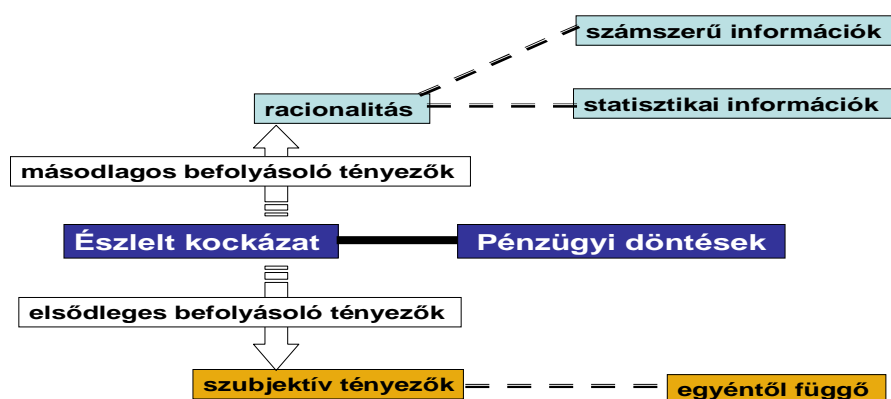 számszerű információk
racionalitás
statisztikai információk
másodlagos befolyásoló tényezők
Észlelt kockázat
Pénzügyi döntések
elsődleges befolyásoló tényezők
szubjektív tényezők
egyéntől függő